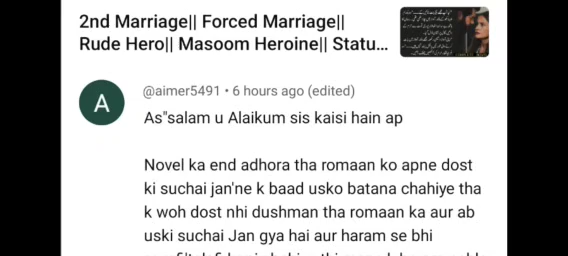 2nd Marriage|| Forced Marriage||
Rude Hero|| Masoom Heroine|| Statu...
A
@aimer5491 • 6 hours ago (edited)
As"salam u Alaikum sis kaisi hain ap
Novel ka end adhora tha romaan ko apne dost
ki suchai jan'ne k baad usko batana chahiye tha
k woh dost nhi dushman tha romaan ka aur ab
uski suchai Jan gya hai aur haram se bhi